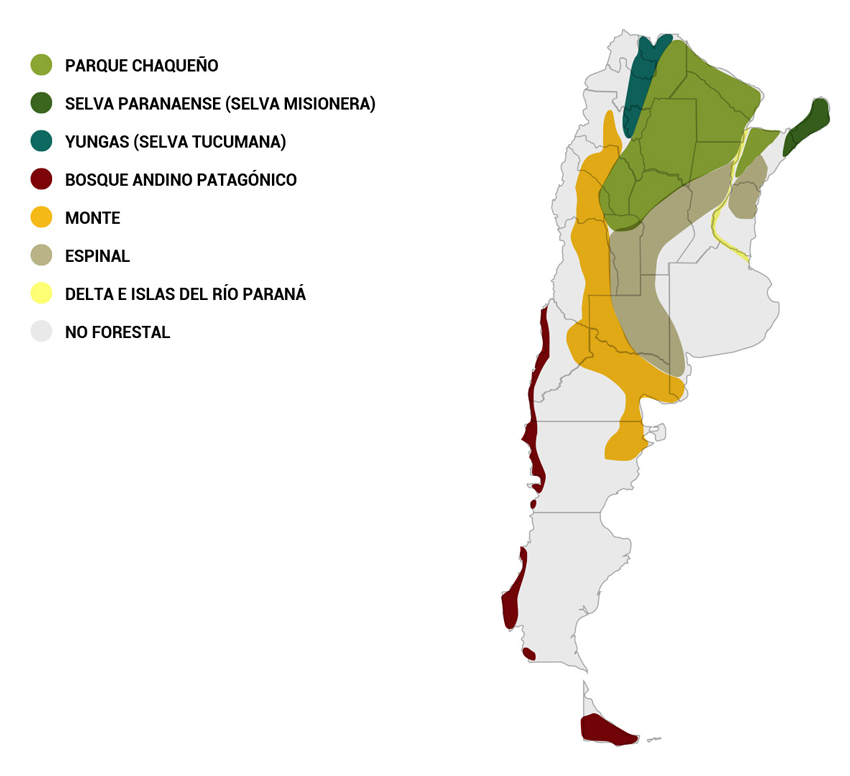 PARQUE CHAQUEÑO
SELVA PARANAENSE (SELVA MISIONERA)
YUNGAS (SELVA TUCUMANA)
BOSQUE ANDINO PATAGÓNICO
MONTE
ESPINAL
DELTA E ISLAS DEL RÍO PARANÁ
NO FORESTAL